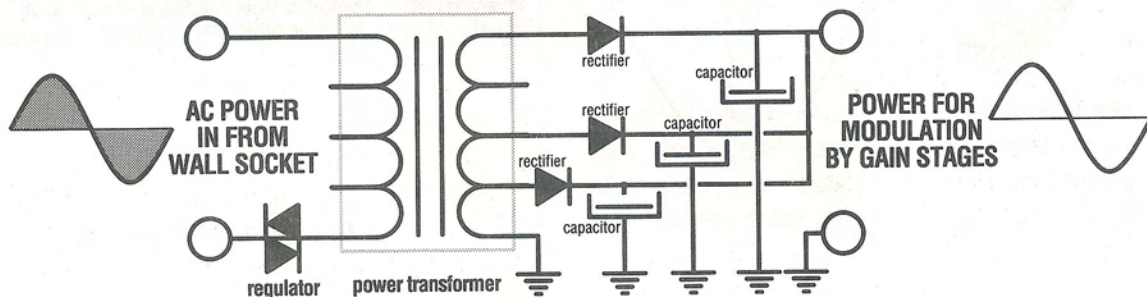 rectifier
capacitor
AC POWER
IN FROM
WALL SOCKET
rectifier
capacitor
POWER FOR
MODULATION
BY GAIN STAGES
rectifier
capacitor
regulator
power transformer